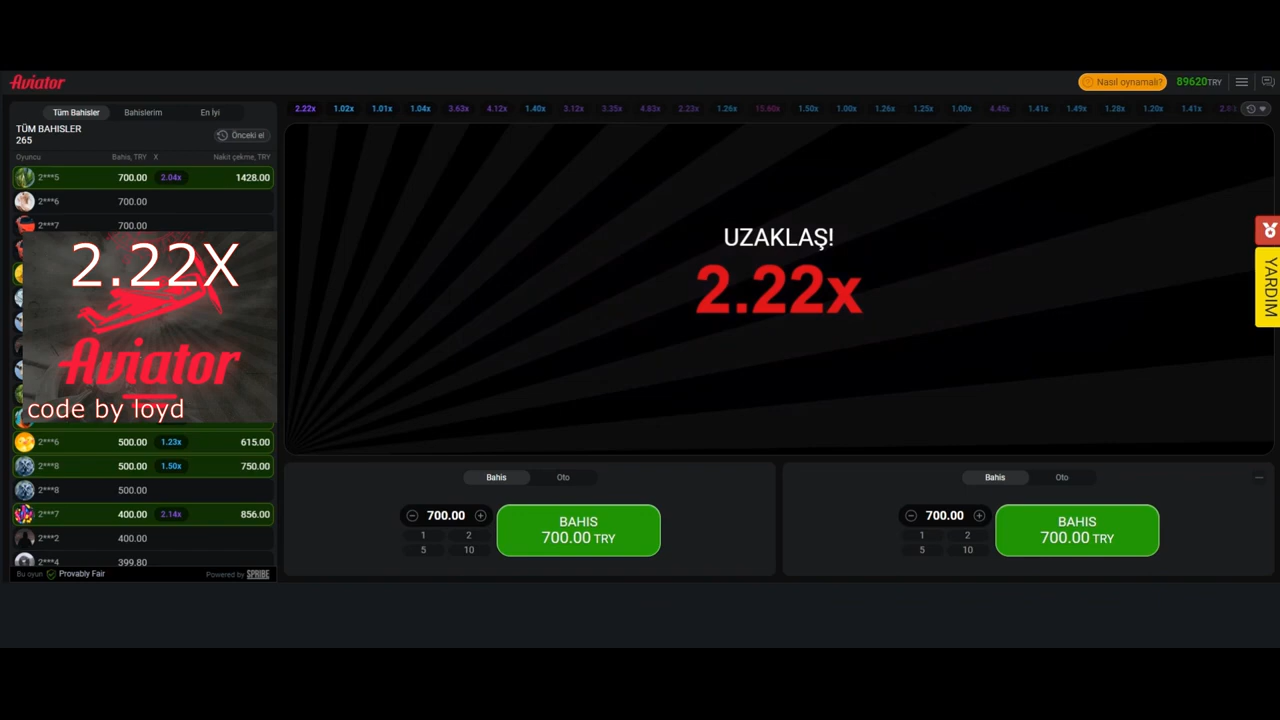 Aviator
Nasıl oynamalı?
89620TRY
Tüm Bahisler Bahislerim En İyi
2.22x 1.02x 1.01x 1.04x 3.63x 4.12x 1.40x 3.12x 3.35x 4.83x 2.23x 1.26x 15.60x 1.50x 1.00x 1.26x 1.25x 1.00x 4.45x 1.41x 1.49x 1.28x 1.20x 1.41x
TÜM BAHISLER
265
Önceki el
Oyuncu Bahis, TRY X Nakit çekme, TRY
2***5 700.00 2.04x 1428.00
2***6 700.00
2***7 700.00
2.22X
Aviator
code by loyd
2***6 500.00 1.23x 615.00
2***8 500.00 1.50x 750.00
2***8 500.00
2***7 400.00 2.14x 856.00
2***2 400.00
2***4 399.80
Bu oyun Provably Fair Powered by SPRIBE
UZAKLAŞ!
2.22x
YARDIM
Bahis Oto
700.00
1 2
5 10
BAHIS
700.00 TRY
Bahis Oto
700.00
1 2
5 10
BAHIS
700.00 TRY